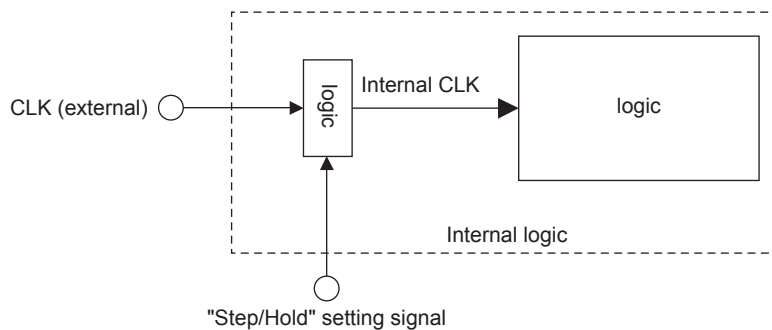 CLK (external)
logic
Internal CLK
logic
Internal logic
"Step/Hold" setting signal